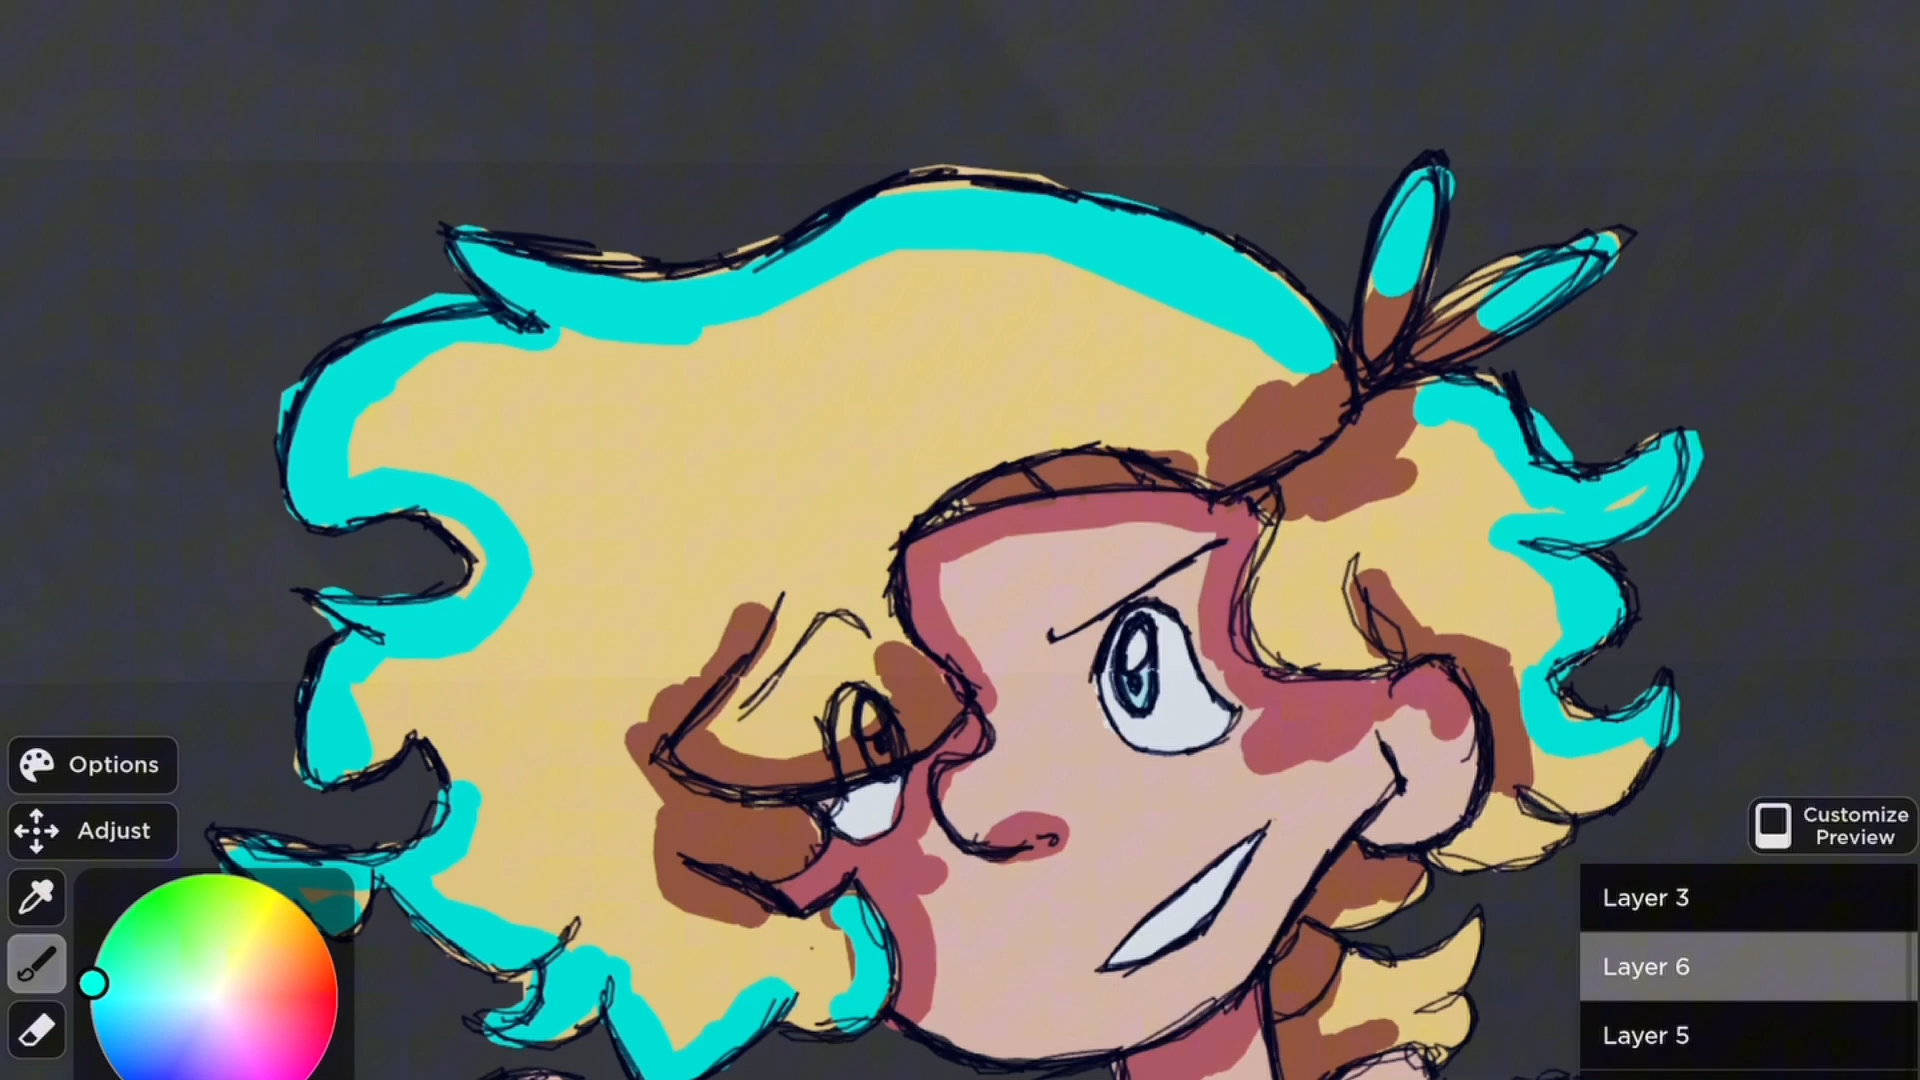 Options
Adjust
Customize
Preview
Layer 3
Layer 6
Layer 5